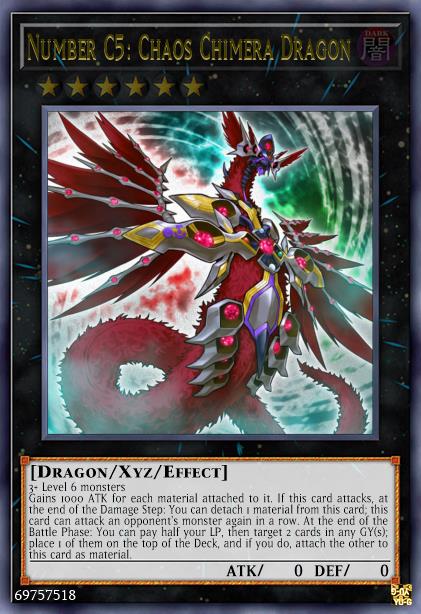 Number C5: Chaos Chimera Dragon
DARK
闇
[Dragon/Xyz/Effect]
3+ Level 6 monsters
Gains 1000 ATK for each material attached to it. If this card attacks, at
the end of the Damage Step: You can detach 1 material from this card; this
card can attack an opponent's monster again in a row. At the end of the
Battle Phase: You can pay half your LP, then target 2 cards in any GY(s);
place 1 of them on the top of the Deck, and if you do, attach the other to
this card as material.
ATK/ 0 DEF/ 0
69757518